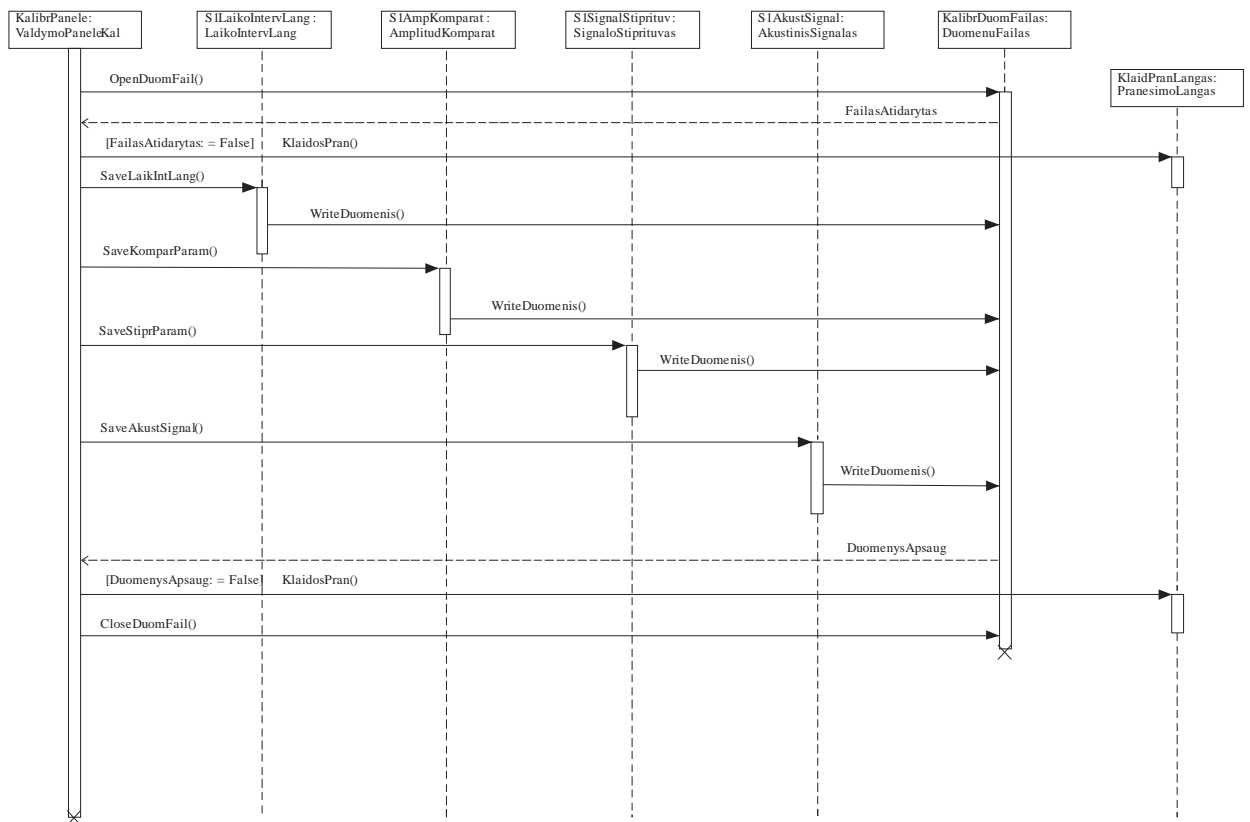 KalibrPanele:
ValdymoPaneleKal
S1LaikoIntervLang :
LaikoIntervLang
S1AmpKomparat :
AmplitudKomparat
S1SignalStiprituv:
SignaloStiprituvas
S1AkustSignal:
AkustinisSignalas
KalibrDuomFailas:
DuomenuFailas
KlaidPranLangas:
PranesimoLangas
OpenDuomFail()
FailasAtidarytas
[FailasAtidarytas: = False] KlaidosPran()
SaveLaikIntLang()
WriteDuomenis()
SaveKomparParam()
WriteDuomenis()
SaveStiprParam()
WriteDuomenis()
SaveAkustSignal()
WriteDuomenis()
DuomenysApsaug
[DuomenysApsaug: = False] KlaidosPran()
CloseDuomFail()